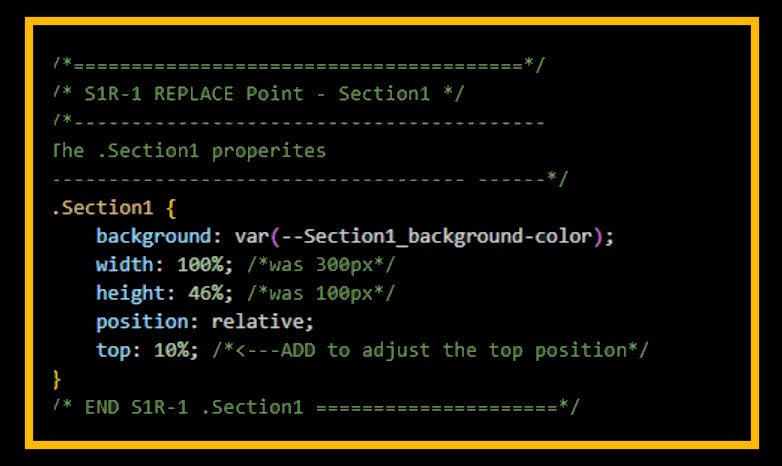 /*=======================================*/
/* S1R-1 REPLACE Point - Section1 */
/*-----------------------------------------
The .Section1 properites
------------------------------------ ------*/
.Section1 {
    background: var(--Section1_background-color);
    width: 100%; /*was 300px*/
    height: 46%; /*was 100px*/
    position: relative;
    top: 10%; /*<---ADD to adjust the top position*/
}
/* END S1R-1 .Section1 =====================*/